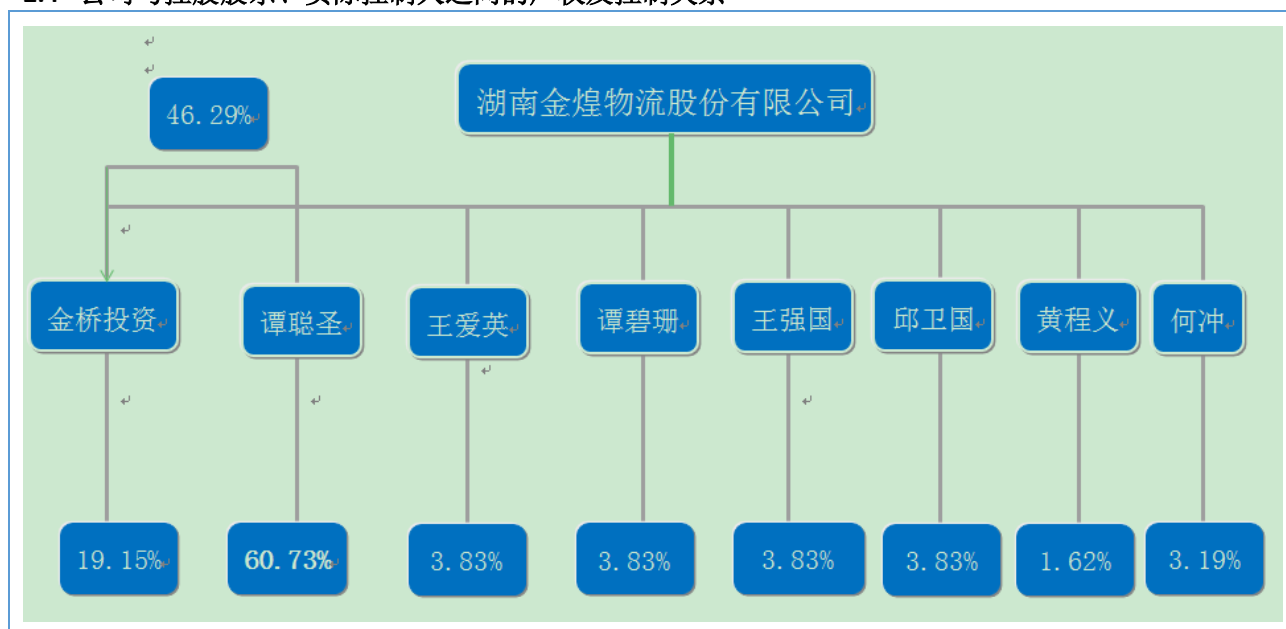 46.29%
湖南金煌物流股份有限公司
金桥投资
谭聪圣
王爱英
谭碧珊
王强国
邱卫国
黄程义
何冲
19.15%
60.73%
3.83%
3.83%
3.83%
3.83%
1.62%
3.19%